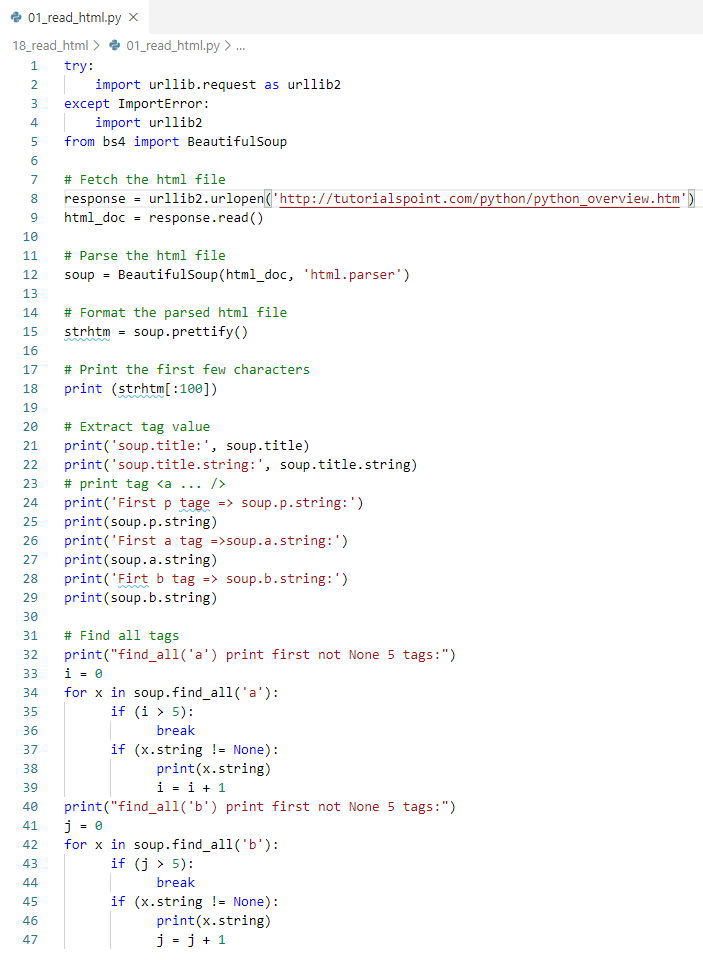 01_read_html.py ×
18_read_html > 01_read_html.py > ...
1 try:
2     import urllib.request as urllib2
3 except ImportError:
4     import urllib2
5 from bs4 import BeautifulSoup
6
7 # Fetch the html file
8 response = urllib2.urlopen('http://tutorialspoint.com/python/python_overview.htm')
9 html_doc = response.read()
10
11 # Parse the html file
12 soup = BeautifulSoup(html_doc, 'html.parser')
13
14 # Format the parsed html file
15 strhtm = soup.prettify()
16
17 # Print the first few characters
18 print (strhtm[:100])
19
20 # Extract tag value
21 print('soup.title:', soup.title)
22 print('soup.title.string:', soup.title.string)
23 # print tag <a ... />
24 print('First p tage => soup.p.string:')
25 print(soup.p.string)
26 print('First a tag =>soup.a.string:')
27 print(soup.a.string)
28 print('Firt b tag => soup.b.string:')
29 print(soup.b.string)
30
31 # Find all tags
32 print("find_all('a') print first not None 5 tags:")
33 i = 0
34 for x in soup.find_all('a'):
35       if (i > 5):
36             break
37       if (x.string != None):
38             print(x.string)
39             i = i + 1
40 print("find_all('b') print first not None 5 tags:")
41 j = 0
42 for x in soup.find_all('b'):
43       if (j > 5):
44             break
45       if (x.string != None):
46             print(x.string)
47             j = j + 1